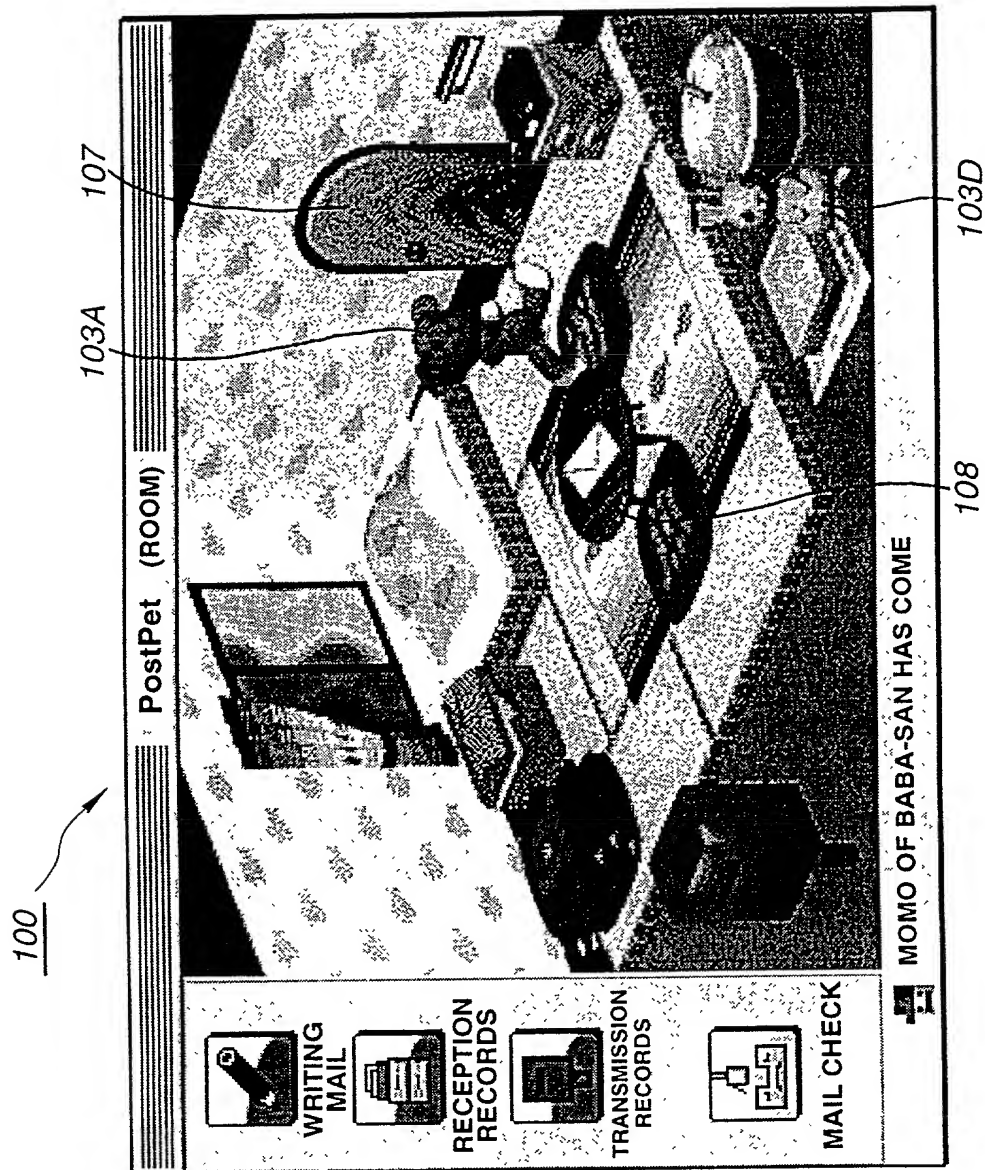 100
PostPet (ROOM)
WRITING
MAIL
RECEPTION
RECORDS
TRANSMISSION
RECORDS
MAIL CHECK
103A
107
108
103D
MOMO OF BABA-SAN HAS COME